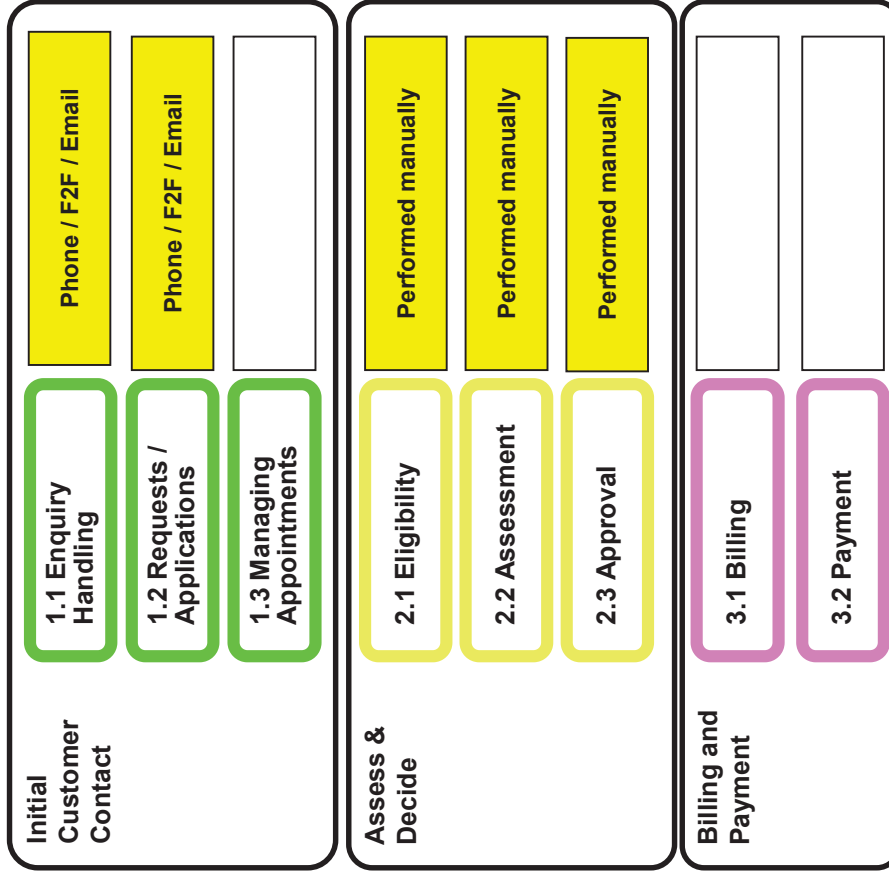 Initial
Customer
Contact
1.1 Enquiry
Handling
Phone / F2F / Email
1.2 Requests /
Applications
Phone / F2F / Email
1.3 Managing
Appointments
Assess &
Decide
2.1 Eligibility
Performed manually
2.2 Assessment
Performed manually
2.3 Approval
Performed manually
Billing and
Payment
3.1 Billing
3.2 Payment